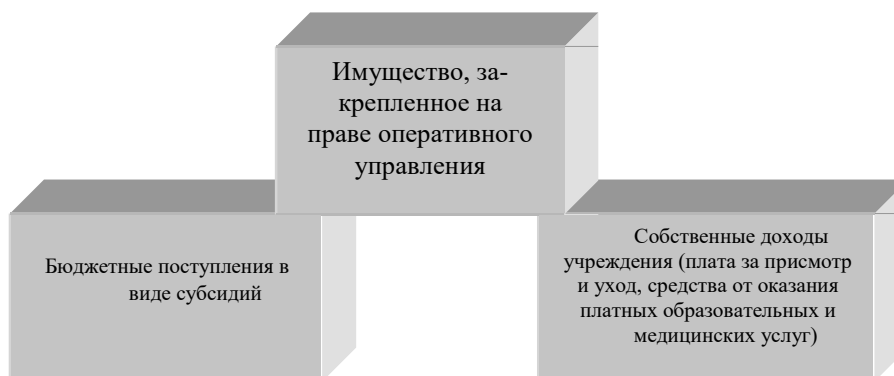 Имущество, за-
крепленное на
праве оперативного
управления
Бюджетные поступления в
виде субсидий
Собственные доходы
учреждения (плата за присмотр
и уход, средства от оказания
платных образовательных и
медицинских услуг)